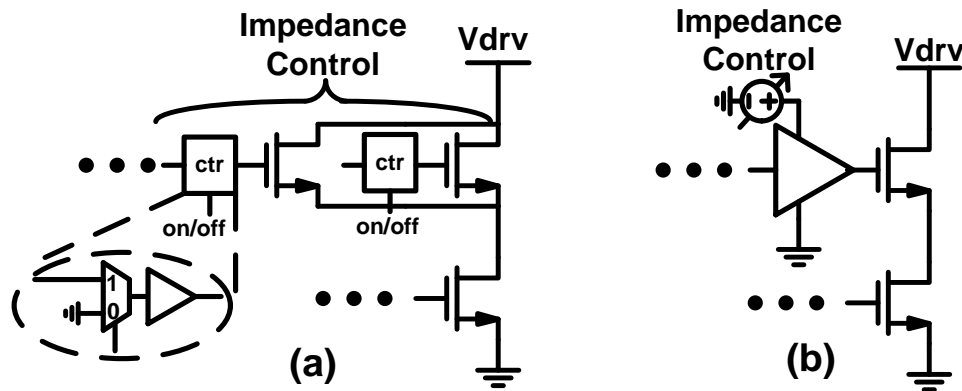 Impedance
Control
Vdrv
ctr
ctr
on/off
on/off
1
0
(a)
Impedance
Control
Vdrv
(b)